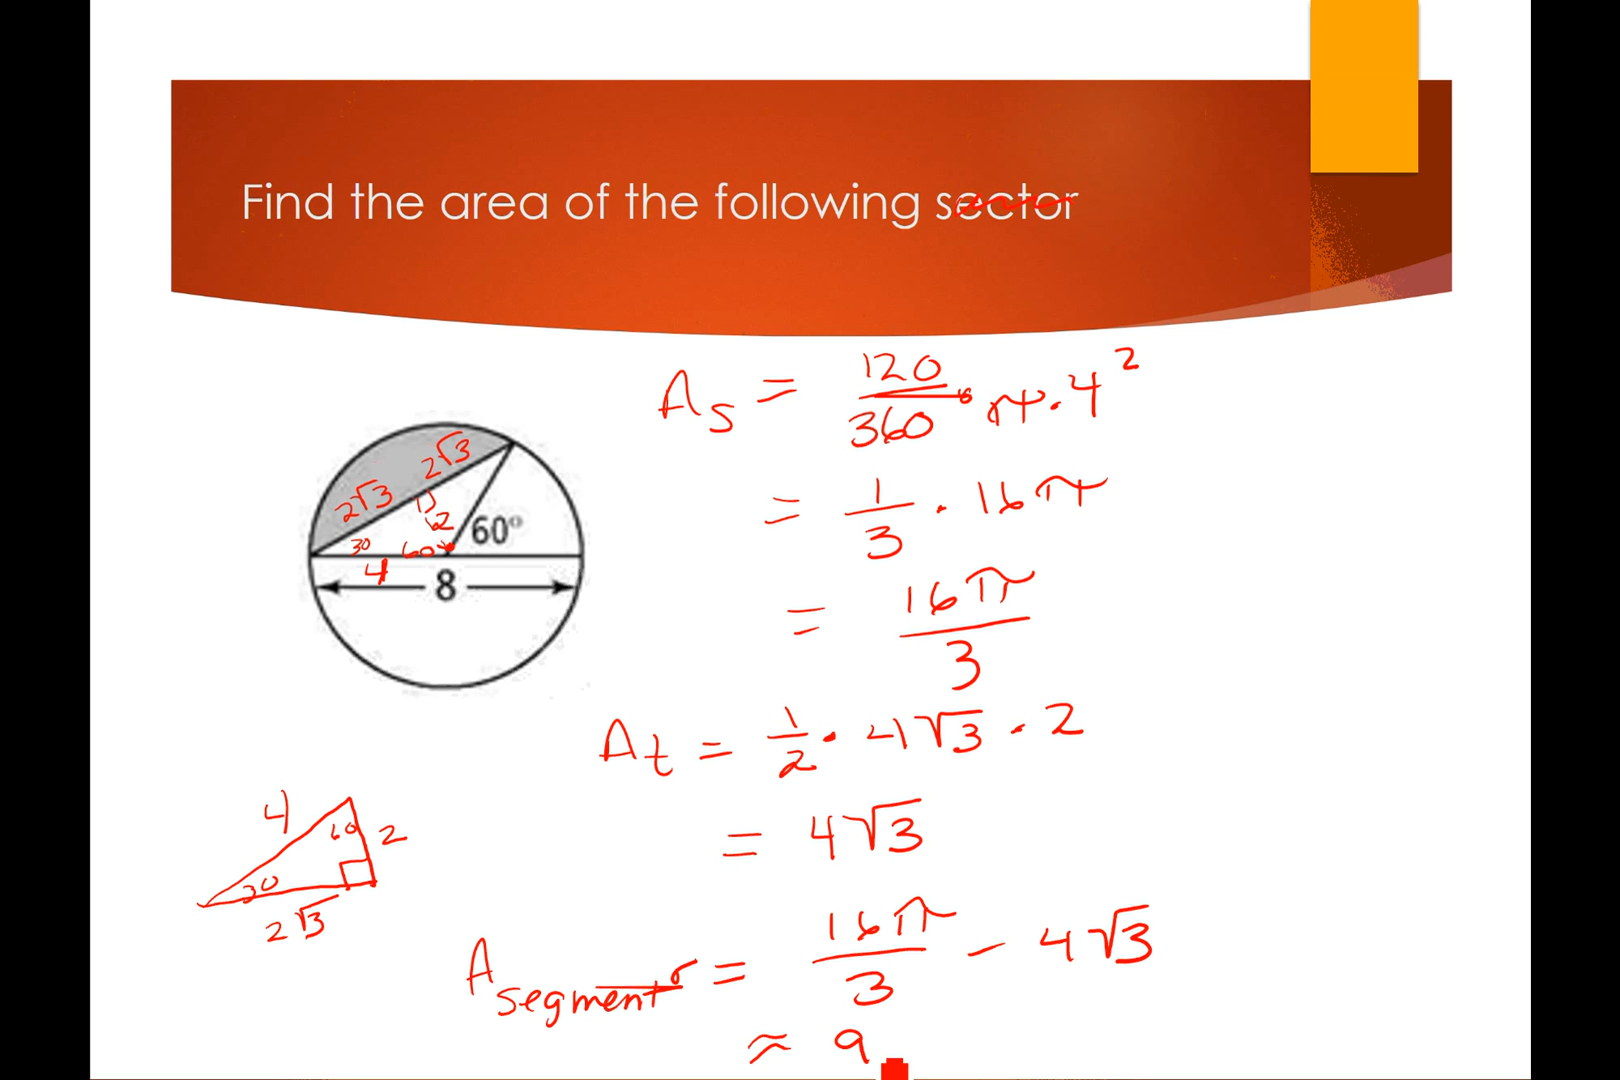 Find the area of the following sector
A_s = 120/360 · π · 4²
= 1/3 · 16π
= 16π/3
2√3
2√3
2
60°
30
60
4
8
A_t = 1/2 · 4√3 · 2
= 4√3
4
60
2
30
2√3
A_segment = 16π/3 − 4√3
≈ 9